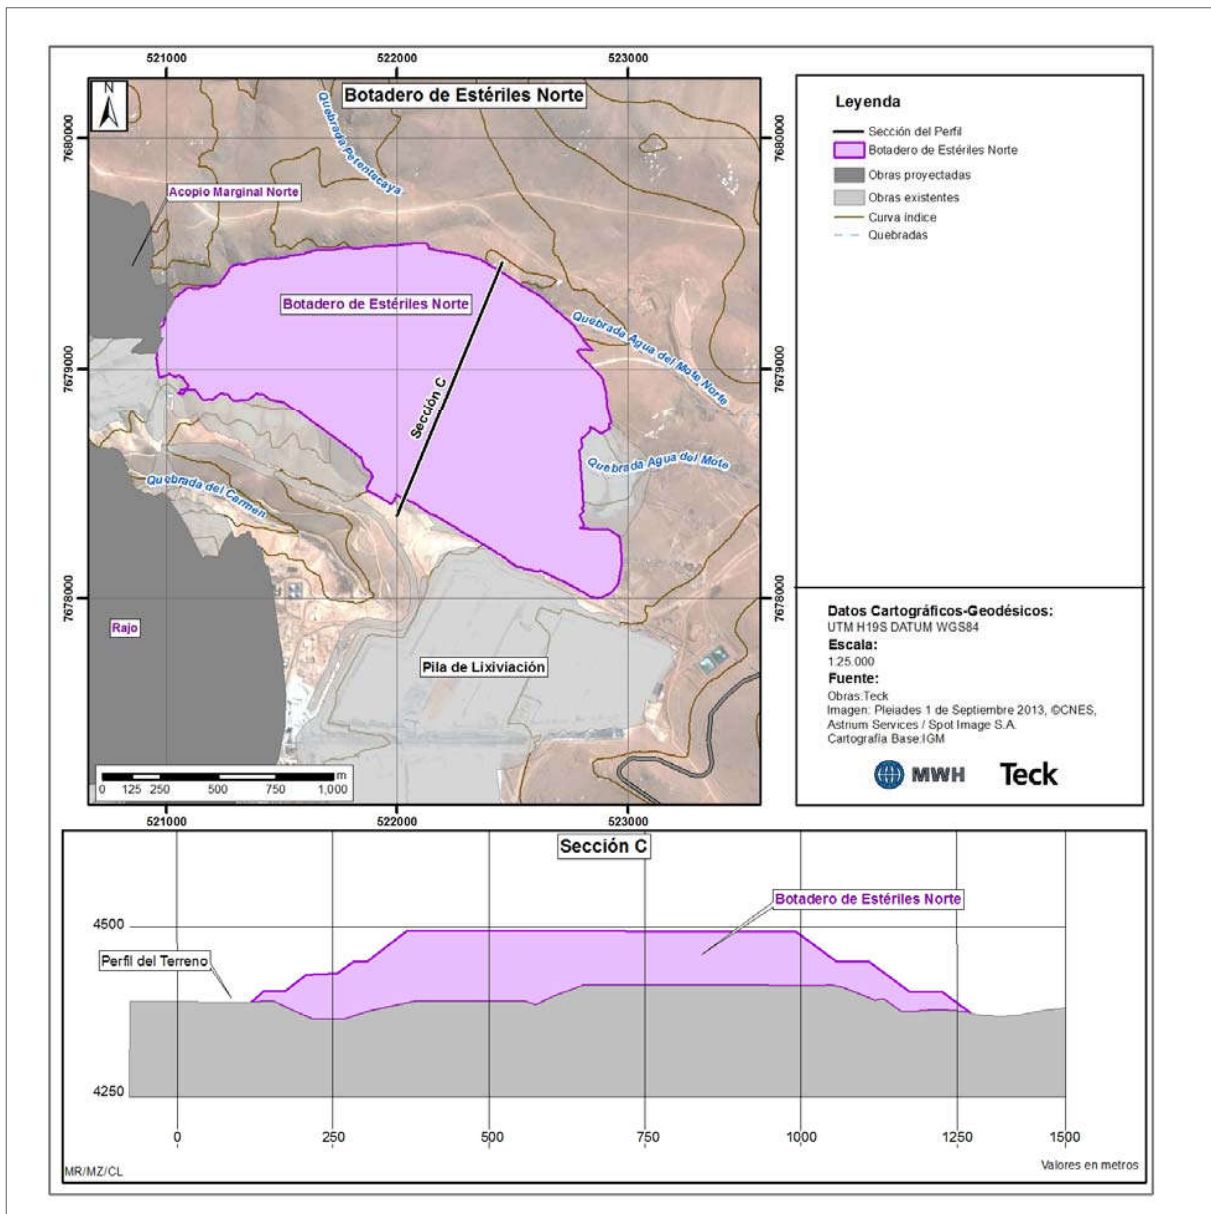 521000
522000
523000
N
Botadero de Estériles Norte
7680000
7680000
Quebrada Petentacaya
Acopio Marginal Norte
Botadero de Estériles Norte
Quebrada Agua del Mote Norte
7679000
7679000
Sección C
Quebrada Agua del Mote
Quebrada del Carmen
7678000
7678000
Rajo
Pila de Lixiviación
m
0 125 250 500 750 1,000
521000
522000
523000
Leyenda
Sección del Perfil
Botadero de Estériles Norte
Obras proyectadas
Obras existentes
Curva índice
Quebradas
Datos Cartográficos-Geodésicos:
UTM H19S DATUM WGS84
Escala:
1:25.000
Fuente:
Obras:Teck
Imagen: Pleiades 1 de Septiembre 2013, ©CNES,
Astrium Services / Spot Image S.A.
Cartografía Base:IGM
MWH
Teck
Sección C
Botadero de Estériles Norte
4500
Perfil del Terreno
4250
0
250
500
750
1000
1250
1500
MR/MZ/CL
Valores en metros